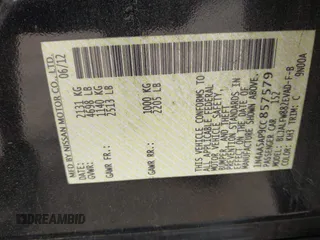 MFD BY NISSAN MOTOR CO., LTD.
06/12
GVWR: 2131 KG
4698 LB
GAWR FR: 1140 KG
2513 LB
GAWR RR: 1000 KG
2205 LB
THIS VEHICLE CONFORMS TO ALL
APPLICABLE FEDERAL MOTOR VEHICLE
SAFETY, BUMPER, AND THEFT
PREVENTION STANDARDS IN EFFECT ON
THE DATE OF MANUFACTURE SHOWN ABOVE.
1N4AA5AP9CC857579
PASSENGER CAR
COLOR: KH3 TRIM: C
9N00A
DREAMBID